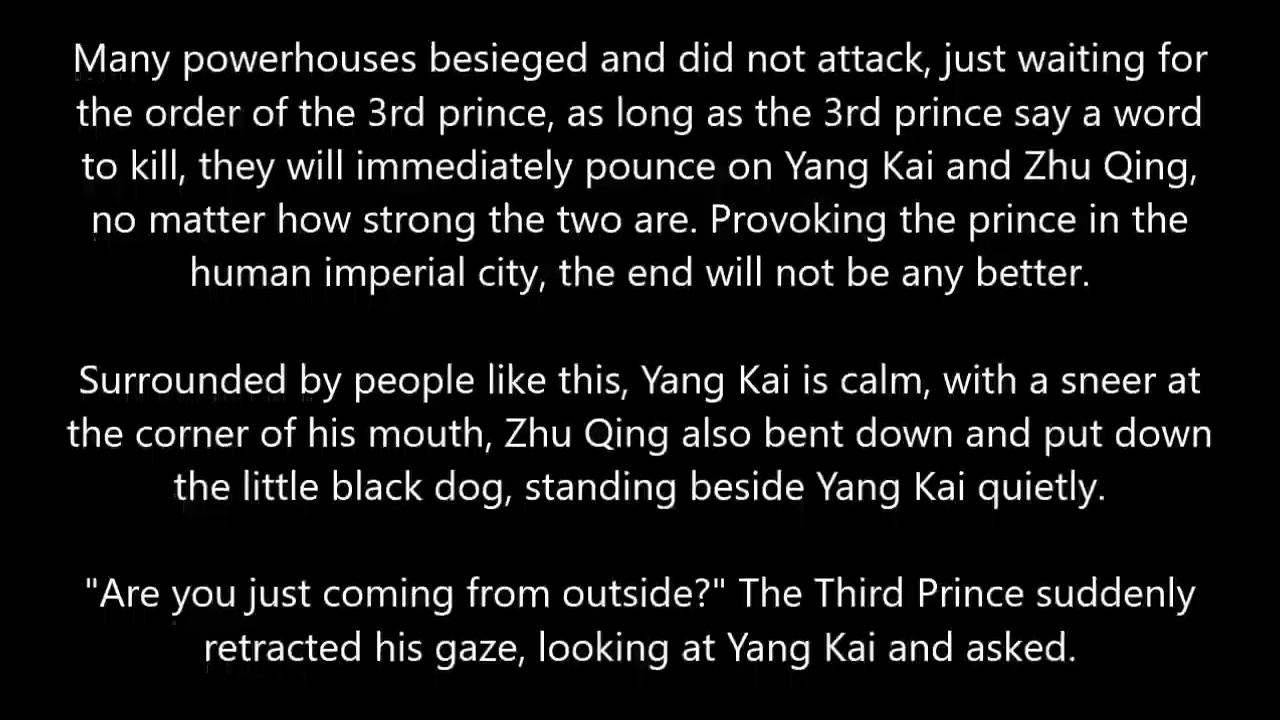 Many powerhouses besieged and did not attack, just waiting for
the order of the 3rd prince, as long as the 3rd prince say a word
to kill, they will immediately pounce on Yang Kai and Zhu Qing,
no matter how strong the two are. Provoking the prince in the
human imperial city, the end will not be any better.
Surrounded by people like this, Yang Kai is calm, with a sneer at
the corner of his mouth, Zhu Qing also bent down and put down
the little black dog, standing beside Yang Kai quietly.
"Are you just coming from outside?" The Third Prince suddenly
retracted his gaze, looking at Yang Kai and asked.